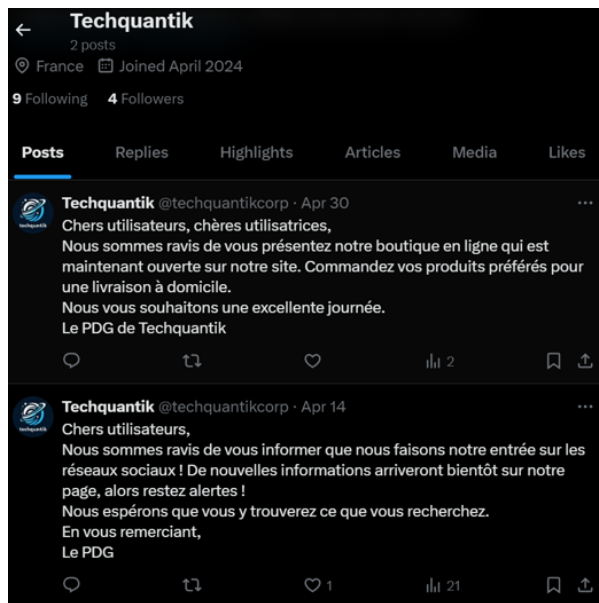 Techquantik
2 posts
France Joined April 2024
9 Following 4 Followers
Posts Replies Highlights Articles Media Likes
Techquantik @techquantikcorp · Apr 30
Chers utilisateurs, chères utilisatrices,
Nous sommes ravis de vous présentez notre boutique en ligne qui est
maintenant ouverte sur notre site. Commandez vos produits préférés pour
une livraison à domicile.
Nous vous souhaitons une excellente journée.
Le PDG de Techquantik
2
Techquantik @techquantikcorp · Apr 14
Chers utilisateurs,
Nous sommes ravis de vous informer que nous faisons notre entrée sur les
réseaux sociaux ! De nouvelles informations arriveront bientôt sur notre
page, alors restez alertes !
Nous espérons que vous y trouverez ce que vous recherchez.
En vous remerciant,
Le PDG
1 21